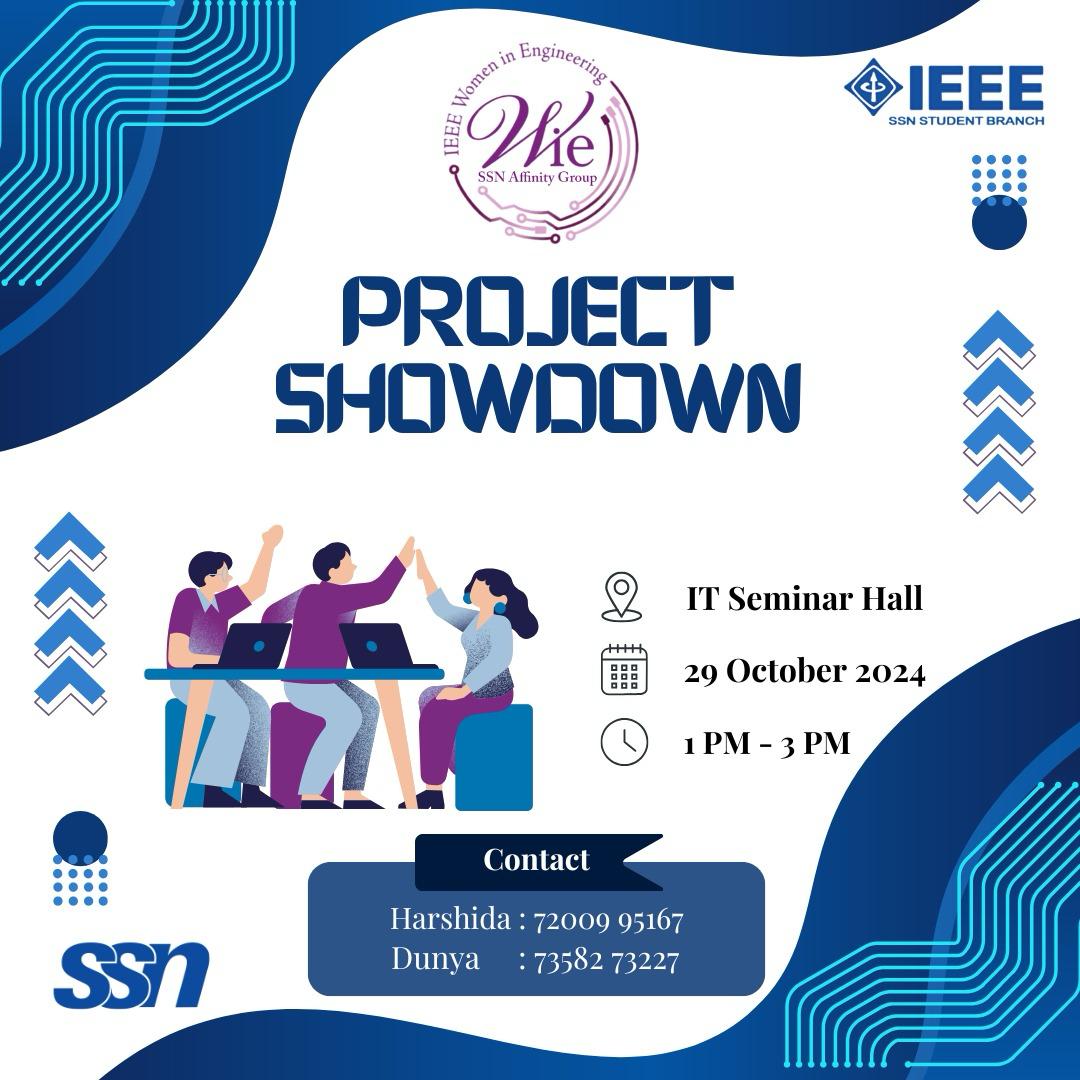 IEEE Women in Engineering
Wie
SSN Affinity Group
IEEE
SSN STUDENT BRANCH
PROJECT
SHOWDOWN
IT Seminar Hall
29 October 2024
1 PM - 3 PM
Contact
Harshida : 72009 95167
Dunya : 73582 73227
ssn